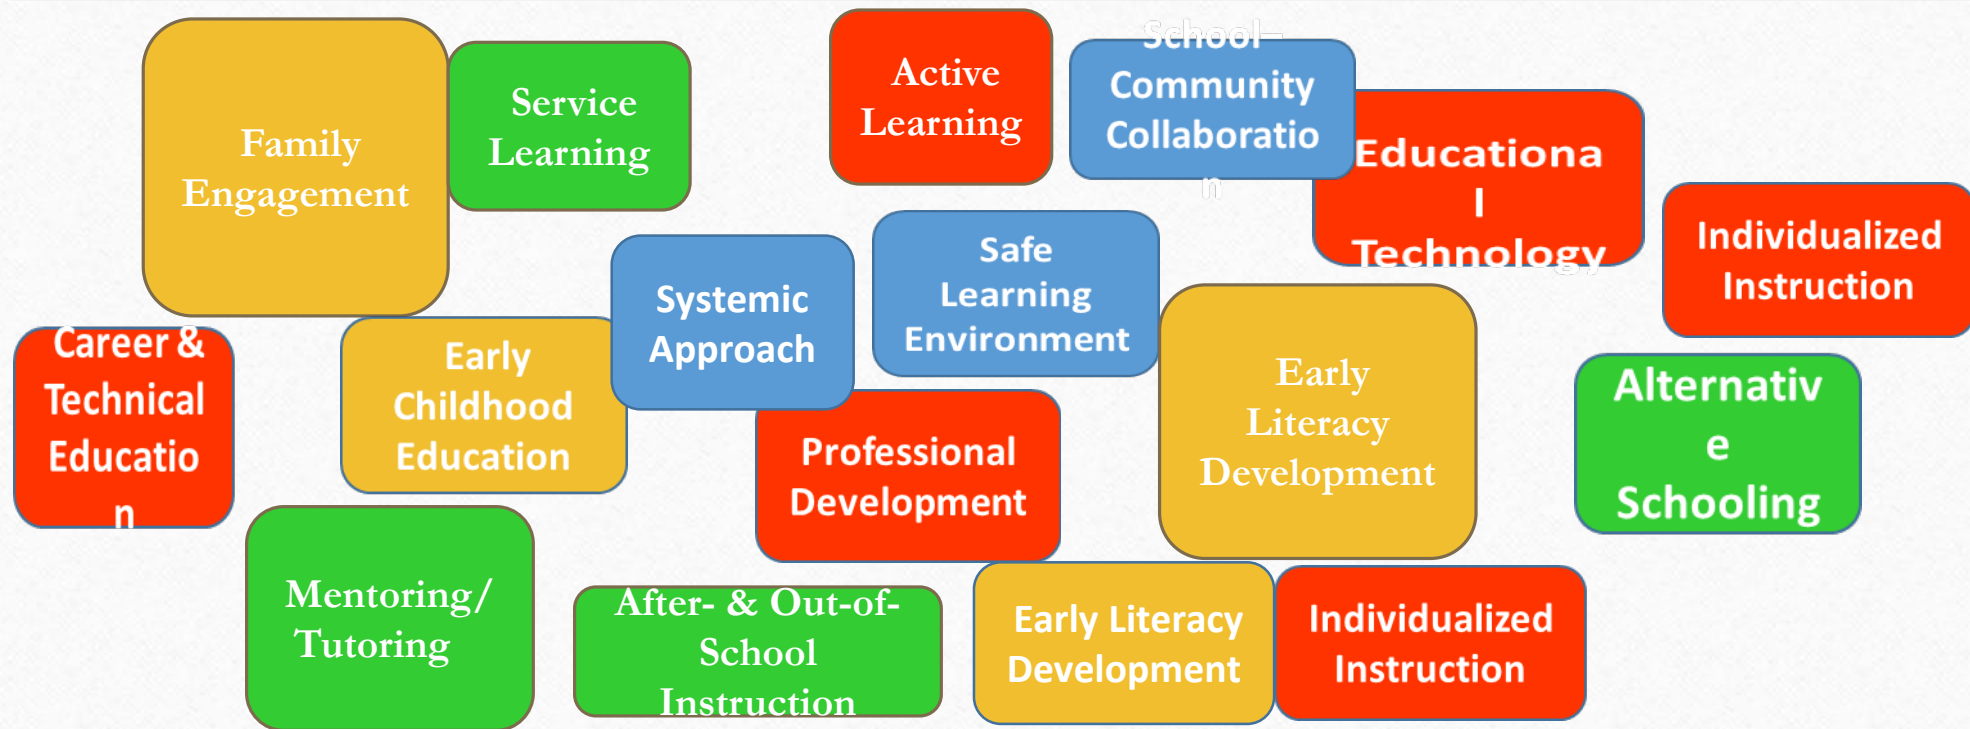 Family
Engagement
Service
Learning
Active
Learning
School–
Community
Collaboratio
n
Educationa
l
Technology
Individualized
Instruction
Career &
Technical
Educatio
n
Early
Childhood
Education
Systemic
Approach
Safe
Learning
Environment
Professional
Development
Early
Literacy
Development
Alternativ
e
Schooling
Mentoring/
Tutoring
After- & Out-of-
School
Instruction
Early Literacy
Development
Individualized
Instruction